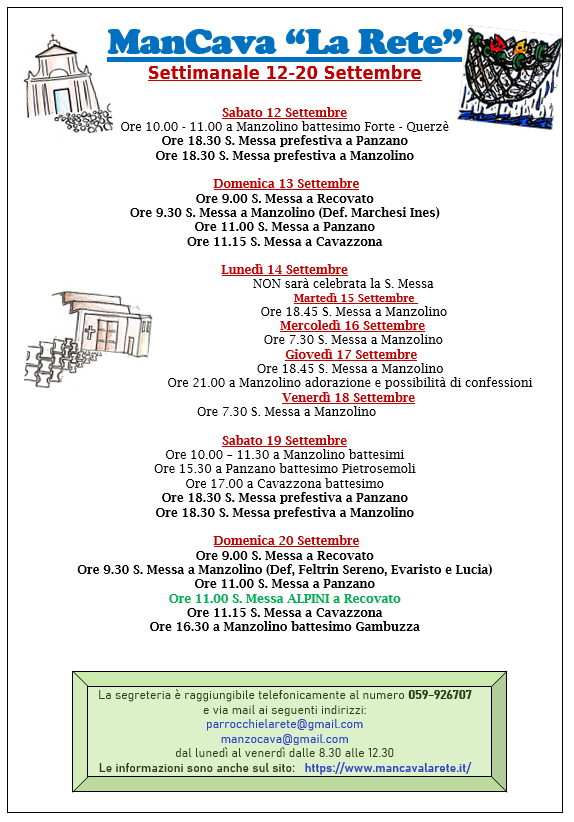 ManCava “La Rete”
Settimanale 12-20 Settembre
Sabato 12 Settembre
Ore 10.00 - 11.00 a Manzolino battesimo Forte - Querzè
Ore 18.30 S. Messa prefestiva a Panzano
Ore 18.30 S. Messa prefestiva a Manzolino
Domenica 13 Settembre
Ore 9.00 S. Messa a Recovato
Ore 9.30 S. Messa a Manzolino (Def. Marchesi Ines)
Ore 11.00 S. Messa a Panzano
Ore 11.15 S. Messa a Cavazzona
Lunedì 14 Settembre
NON sarà celebrata la S. Messa
Martedì 15 Settembre
Ore 18.45 S. Messa a Manzolino
Mercoledì 16 Settembre
Ore 7.30 S. Messa a Manzolino
Giovedì 17 Settembre
Ore 18.45 S. Messa a Manzolino
Ore 21.00 a Manzolino adorazione e possibilità di confessioni
Venerdì 18 Settembre
Ore 7.30 S. Messa a Manzolino
Sabato 19 Settembre
Ore 10.00 – 11.30 a Manzolino battesimi
Ore 15.30 a Panzano battesimo Pietrosemoli
Ore 17.00 a Cavazzona battesimo
Ore 18.30 S. Messa prefestiva a Panzano
Ore 18.30 S. Messa prefestiva a Manzolino
Domenica 20 Settembre
Ore 9.00 S. Messa a Recovato
Ore 9.30 S. Messa a Manzolino (Def, Feltrin Sereno, Evaristo e Lucia)
Ore 11.00 S. Messa a Panzano
Ore 11.00 S. Messa ALPINI a Recovato
Ore 11.15 S. Messa a Cavazzona
Ore 16.30 a Manzolino battesimo Gambuzza
La segreteria è raggiungibile telefonicamente al numero 059-926707
e via mail ai seguenti indirizzi:
parrocchielarete@gmail.com
manzocava@gmail.com
dal lunedì al venerdì dalle 8.30 alle 12.30
Le informazioni sono anche sul sito: https://www.mancavalarete.it/